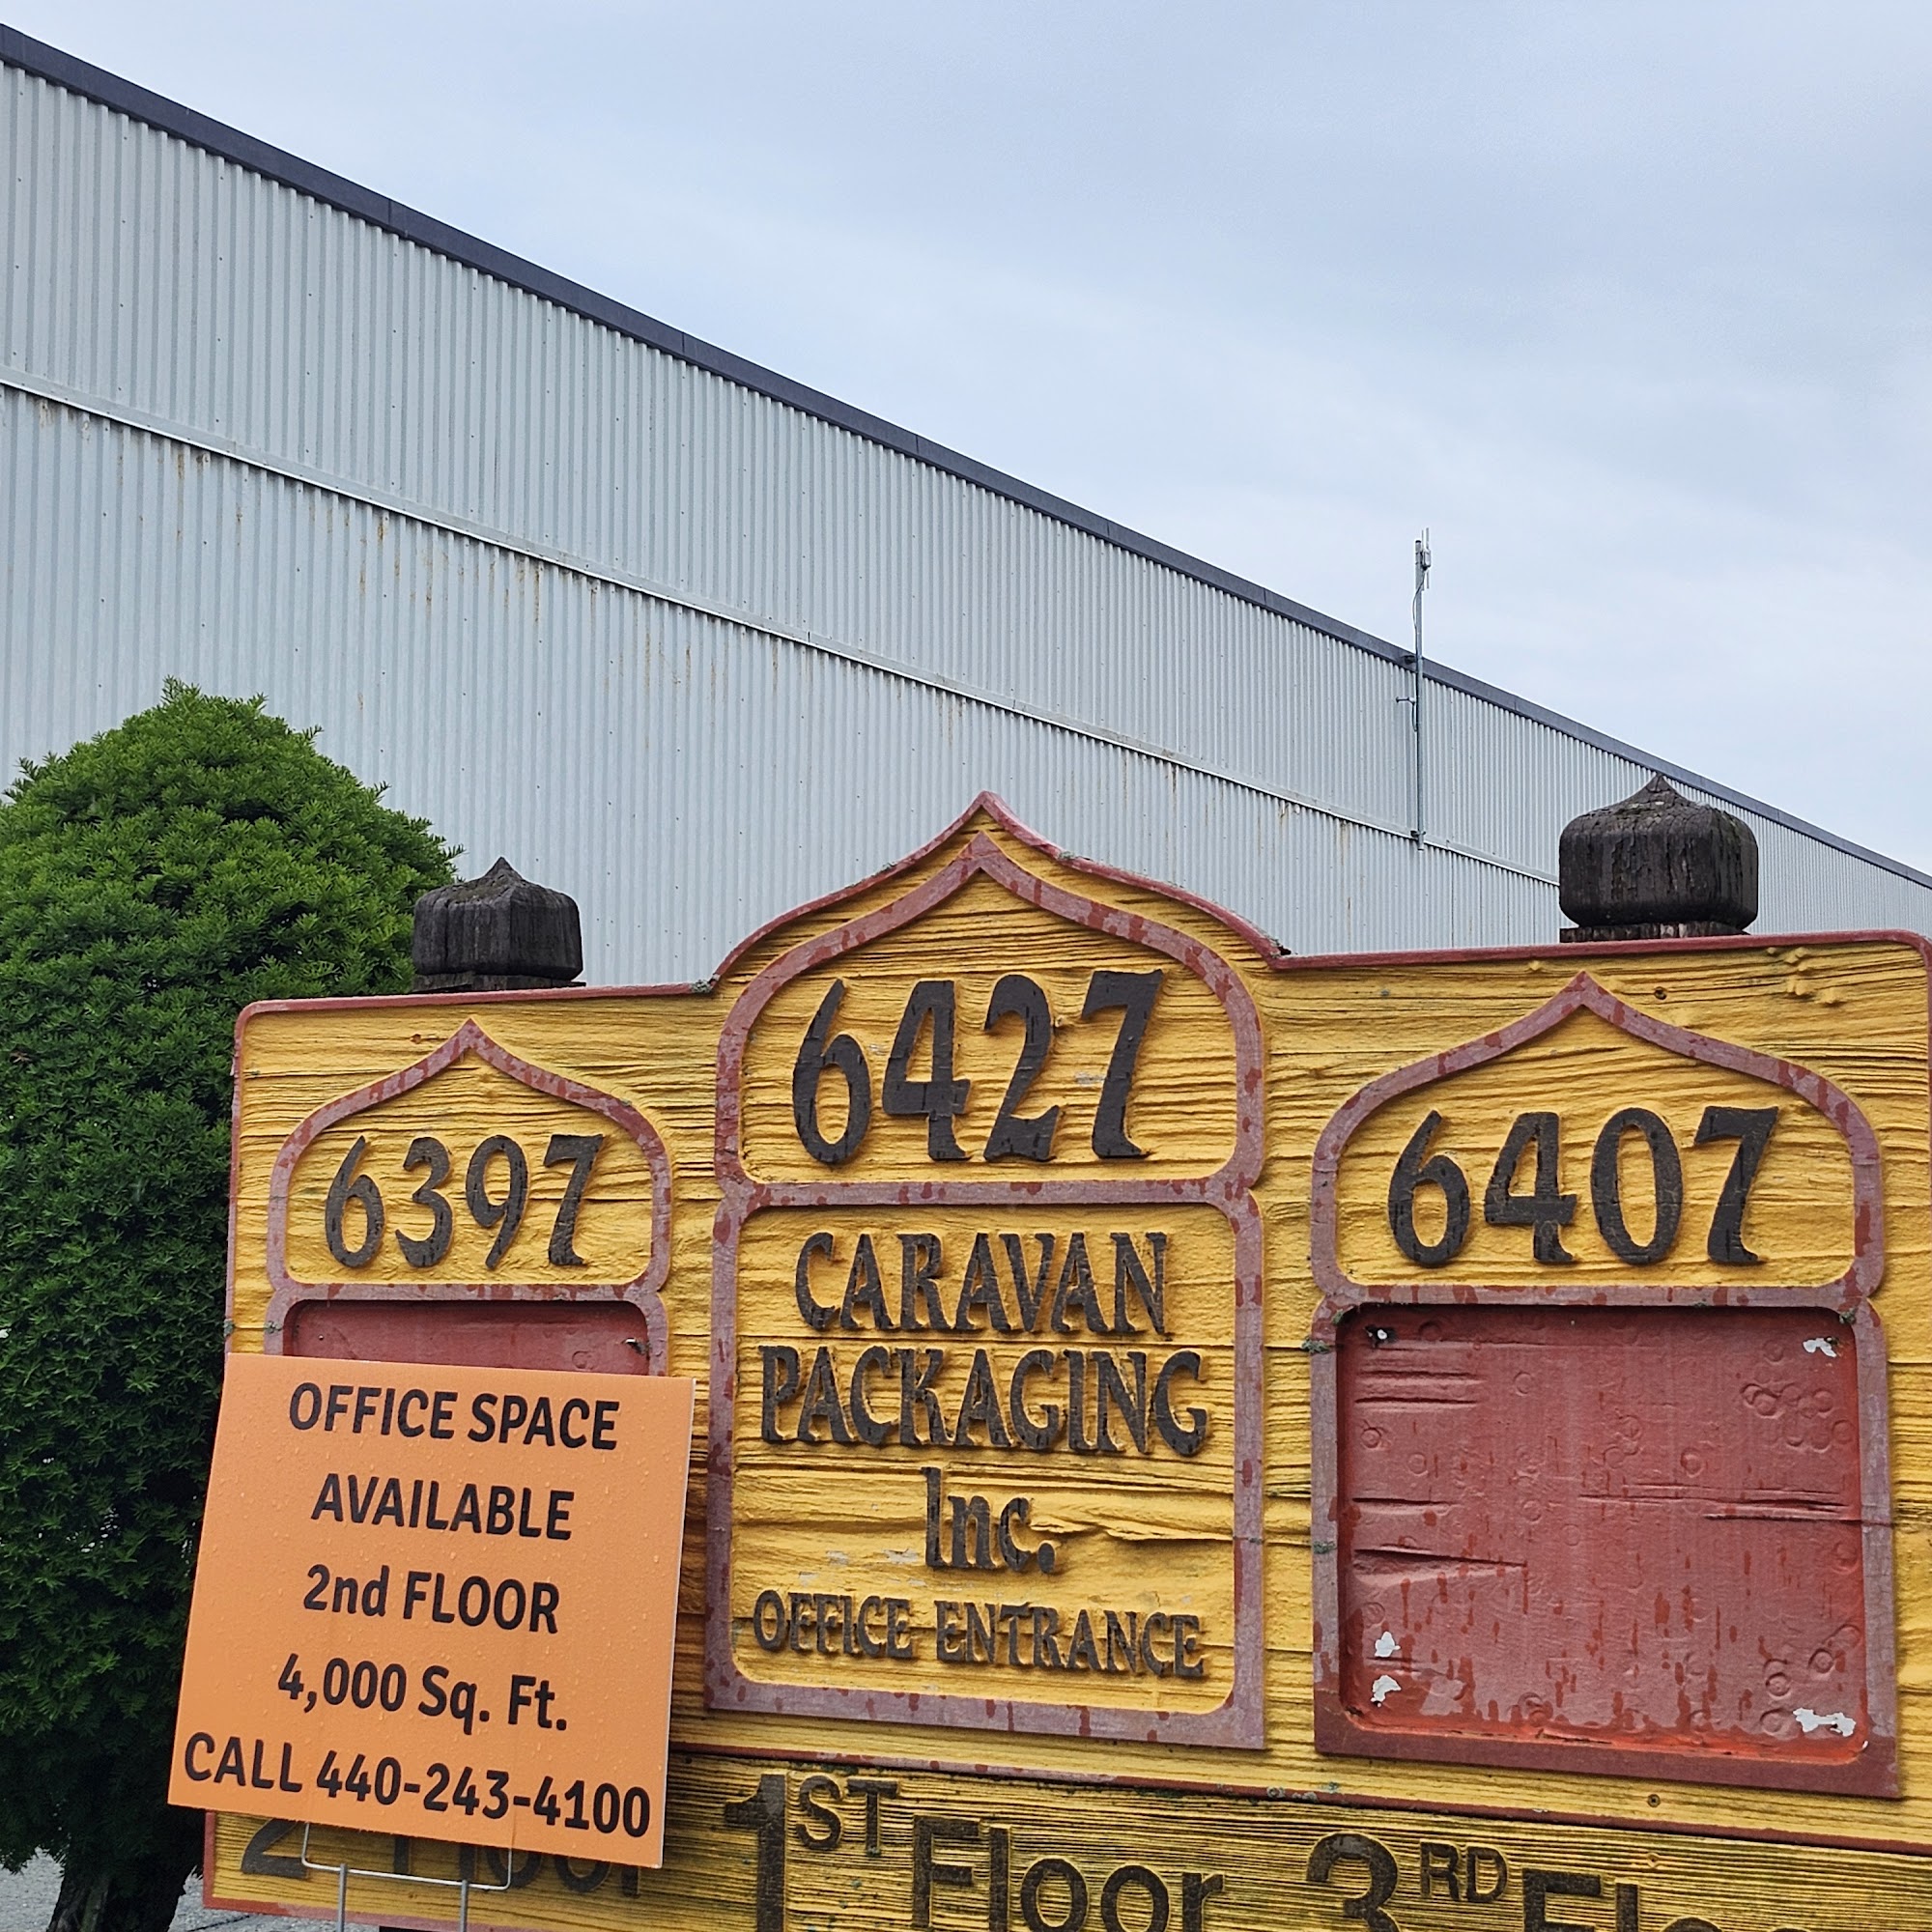 6427
6397
6407
CARAVAN
PACKAGING
Inc.
OFFICE ENTRANCE
OFFICE SPACE
AVAILABLE
2nd FLOOR
4,000 Sq. Ft.
CALL 440-243-4100
Floor 1ST Floor 3RD